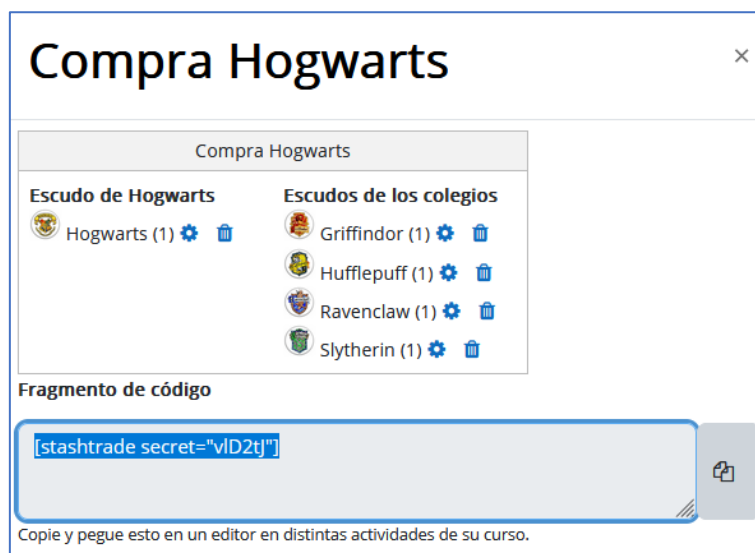 Compra Hogwarts
×
Compra Hogwarts
Escudo de Hogwarts
Hogwarts (1)
Escudos de los colegios
Griffindor (1)
Hufflepuff (1)
Ravenclaw (1)
Slytherin (1)
Fragmento de código
[stashtrade secret="vlD2tJ"]
Copie y pegue esto en un editor en distintas actividades de su curso.